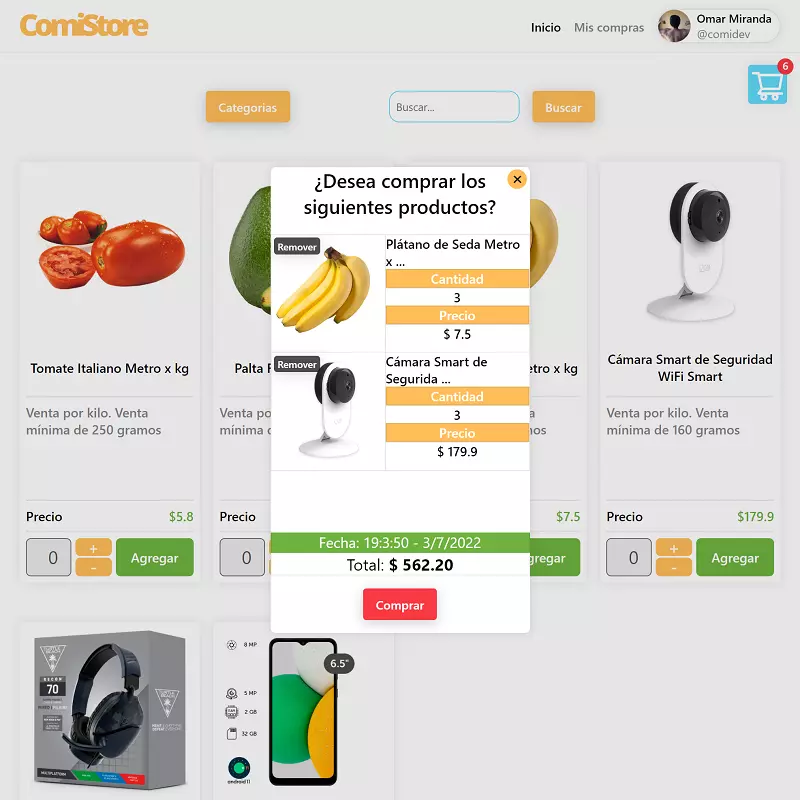 ComiStore
Inicio
Mis compras
Omar Miranda
@comidev
6
Categorias
Buscar...
Buscar
¿Desea comprar los
siguientes productos?
Remover
Plátano de Seda Metro
x ...
Cantidad
3
Precio
$ 7.5
Remover
Cámara Smart de
Segurida ...
Cantidad
3
Precio
$ 179.9
Fecha: 19:3:50 - 3/7/2022
Total: $ 562.20
Comprar
Tomate Italiano Metro x kg
Venta por kilo. Venta
mínima de 250 gramos
Precio
$5.8
0
+
-
Agregar
Palta
Venta po
mínima
Precio
0
etro x kg
$7.5
gregar
Cámara Smart de Seguridad
WiFi Smart
Venta por kilo. Venta
mínima de 160 gramos
Precio
$179.9
0
+
-
Agregar
RECON
70
8 MP
5 MP
2 GB
32 GB
android 11
6.5"